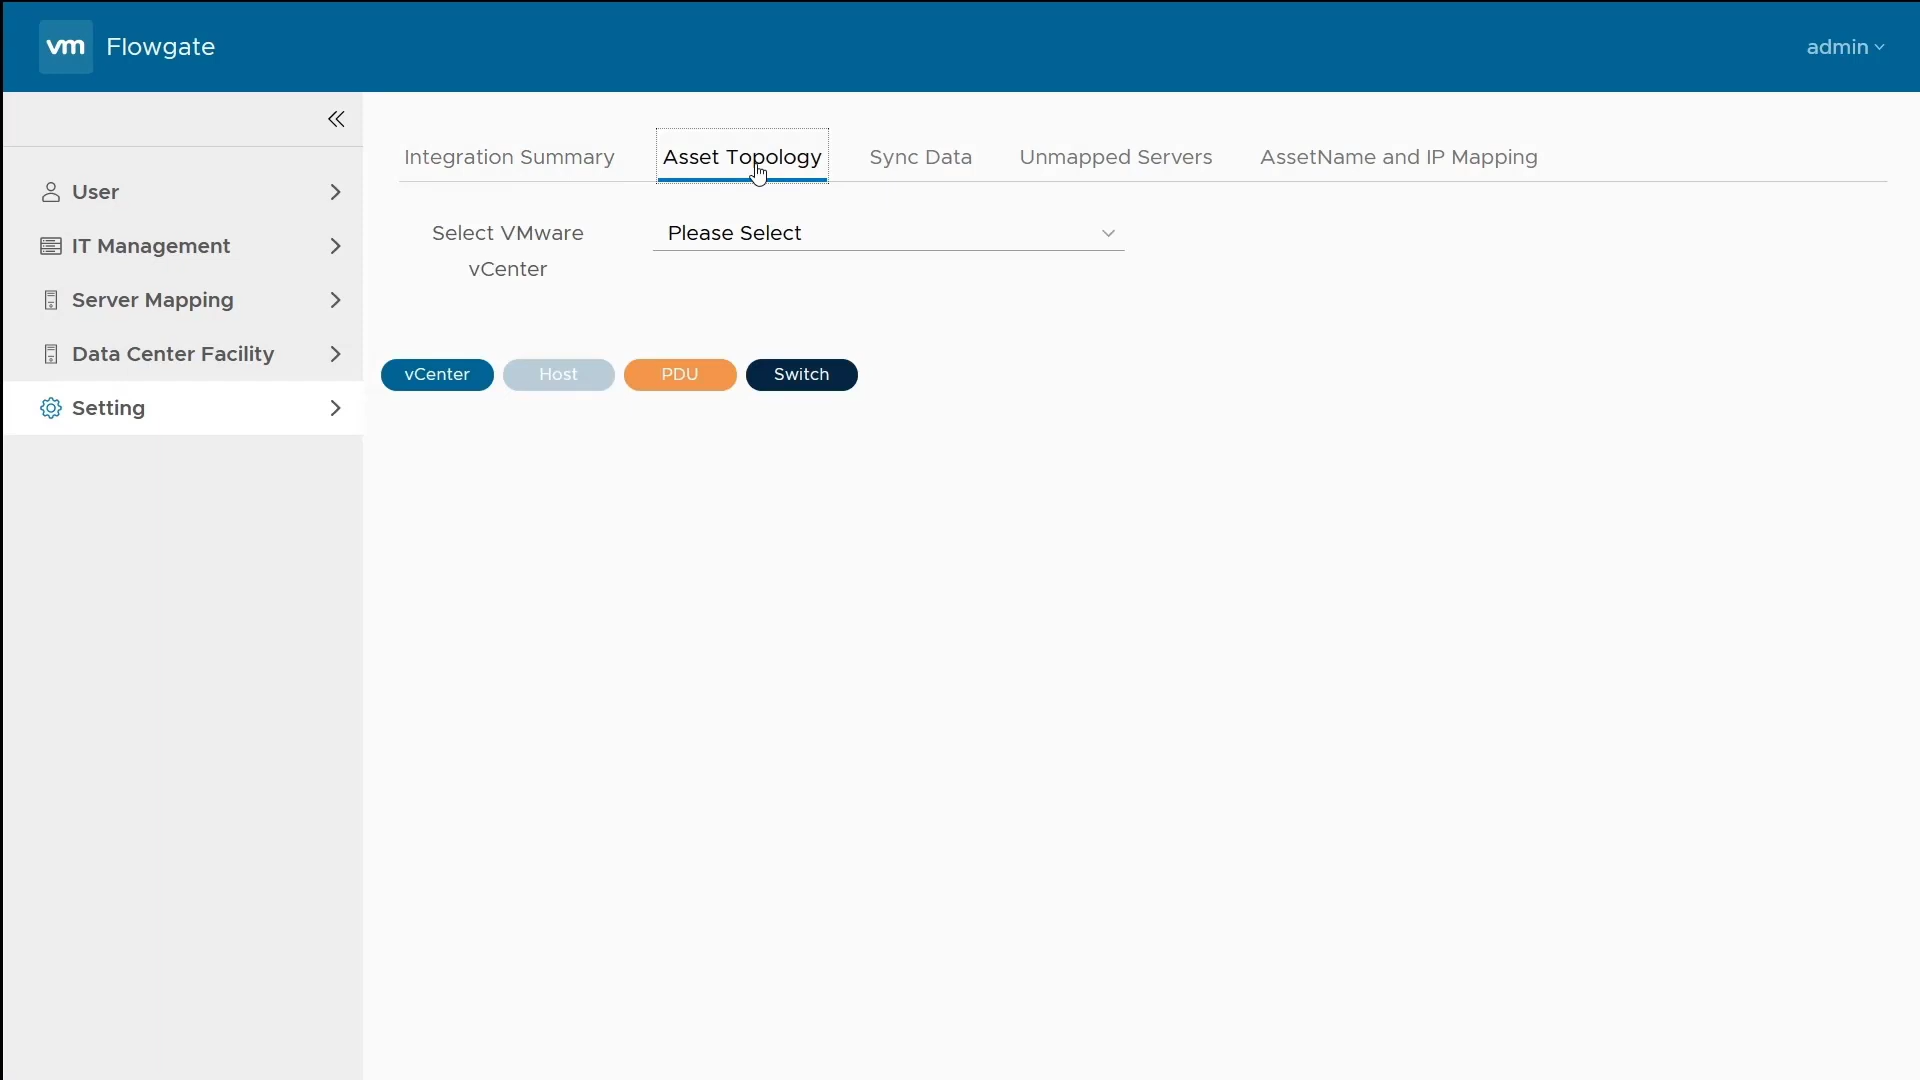 vm Flowgate
admin
User
IT Management
Server Mapping
Data Center Facility
Setting
Integration Summary
Asset Topology
Sync Data
Unmapped Servers
AssetName and IP Mapping
Select VMware
vCenter
Please Select
vCenter
Host
PDU
Switch